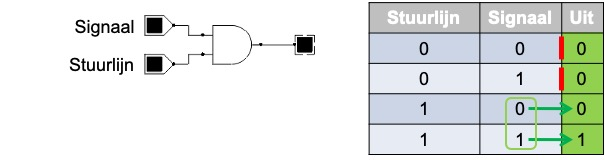 Signaal
Stuurlijn
Stuurlijn Signaal Uit
0 0 0
0 1 0
1 0 0
1 1 1